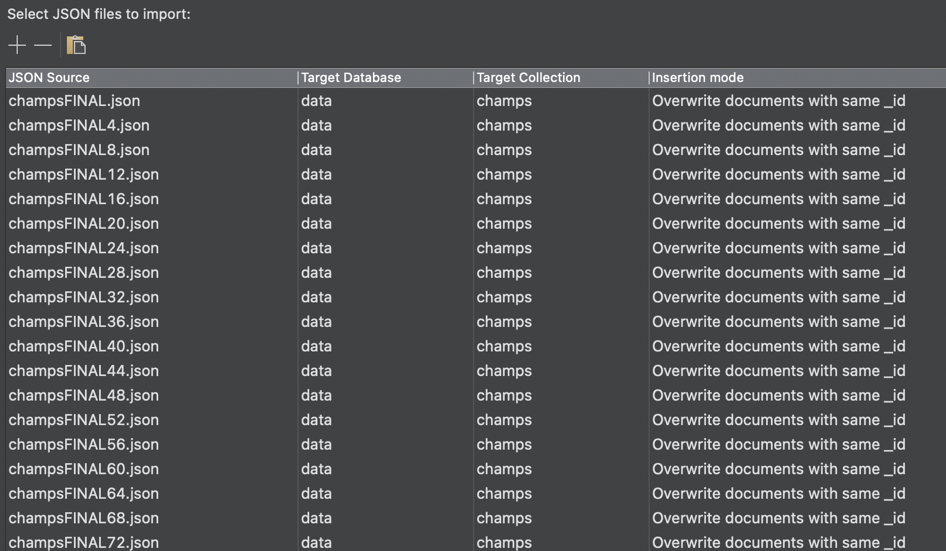 Select JSON files to import:
JSON Source Target Database Target Collection Insertion mode
champsFINAL.json data champs Overwrite documents with same _id
champsFINAL4.json data champs Overwrite documents with same _id
champsFINAL8.json data champs Overwrite documents with same _id
champsFINAL12.json data champs Overwrite documents with same _id
champsFINAL16.json data champs Overwrite documents with same _id
champsFINAL20.json data champs Overwrite documents with same _id
champsFINAL24.json data champs Overwrite documents with same _id
champsFINAL28.json data champs Overwrite documents with same _id
champsFINAL32.json data champs Overwrite documents with same _id
champsFINAL36.json data champs Overwrite documents with same _id
champsFINAL40.json data champs Overwrite documents with same _id
champsFINAL44.json data champs Overwrite documents with same _id
champsFINAL48.json data champs Overwrite documents with same _id
champsFINAL52.json data champs Overwrite documents with same _id
champsFINAL56.json data champs Overwrite documents with same _id
champsFINAL60.json data champs Overwrite documents with same _id
champsFINAL64.json data champs Overwrite documents with same _id
champsFINAL68.json data champs Overwrite documents with same _id
champsFINAL72.json data champs Overwrite documents with same _id